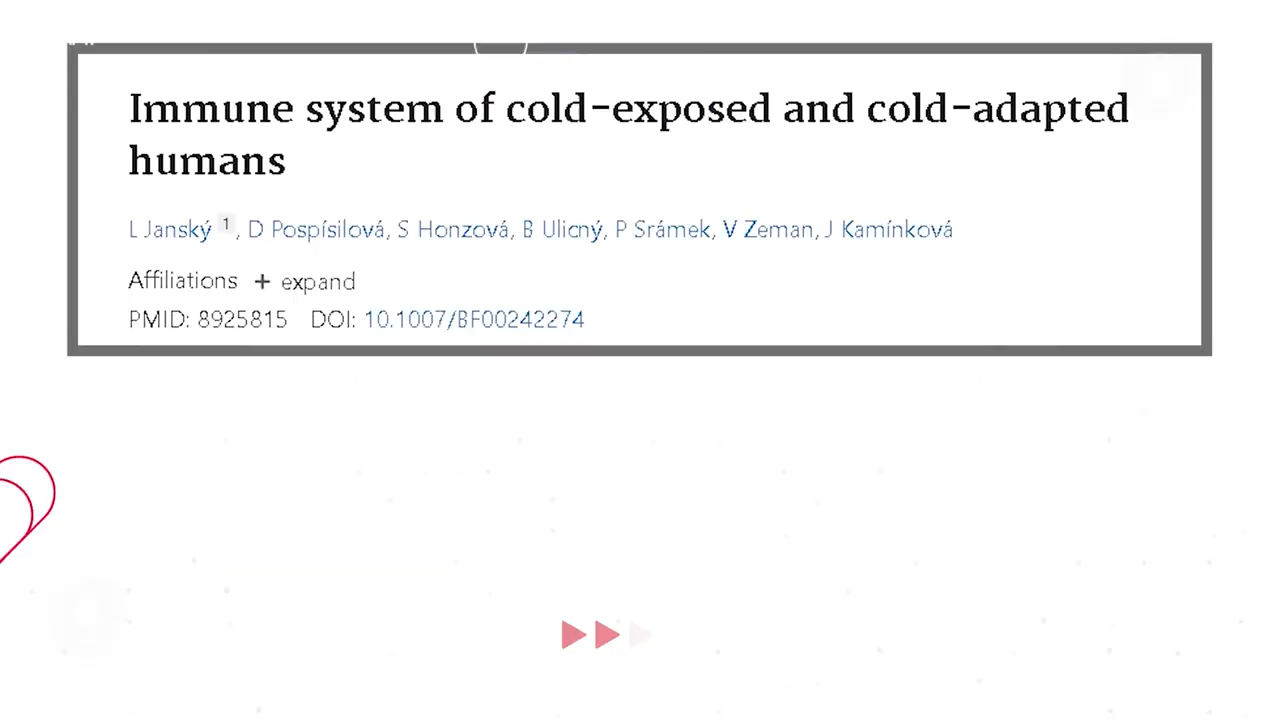 Immune system of cold-exposed and cold-adapted
humans
L Janský 1, D Pospísilová, S Honzová, B Ulicný, P Srámek, V Zeman, J Kamínková
Affiliations + expand
PMID: 8925815 DOI: 10.1007/BF00242274